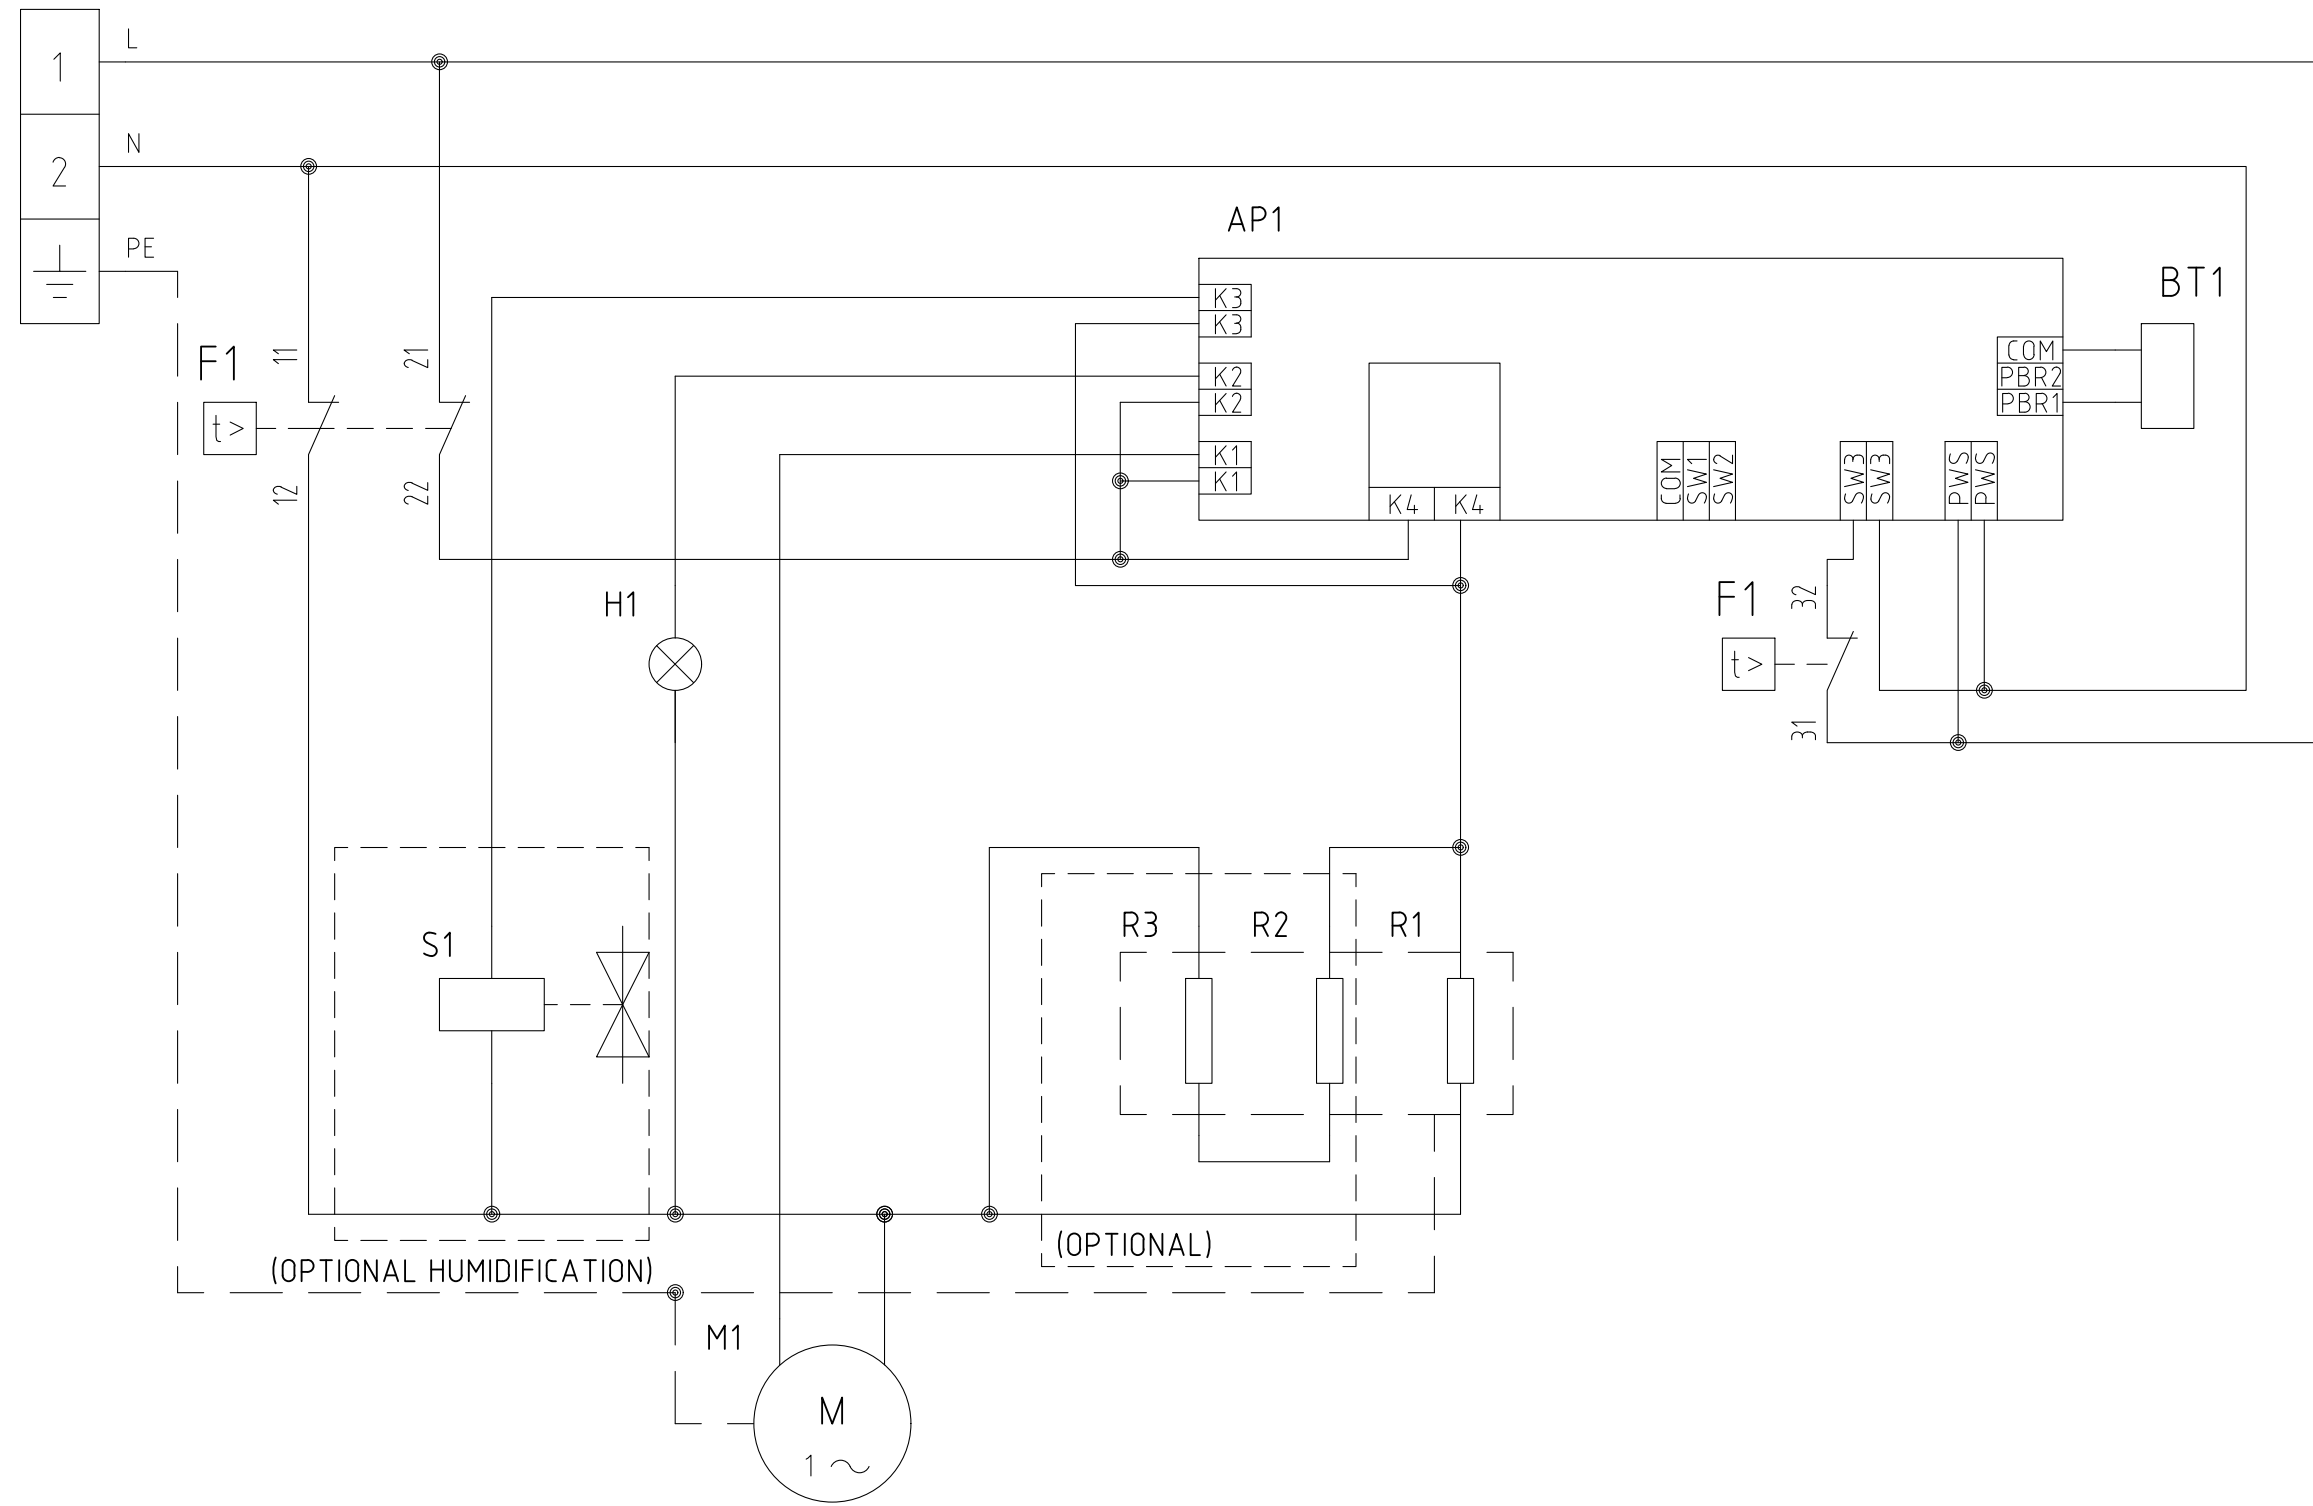 L
1
N
2
PE
AP1
BT1
K3
K3
COM
F1
11
21
K2
PBR2
K2
PBR1
t>
K1
COM
SW1
SW2
SW3
SW3
PWS
PWS
K1
12
22
K4
K4
H1
F1
32
t>
31
R3
R2
R1
S1
(OPTIONAL)
(OPTIONAL HUMIDIFICATION)
M1
M
1 ~